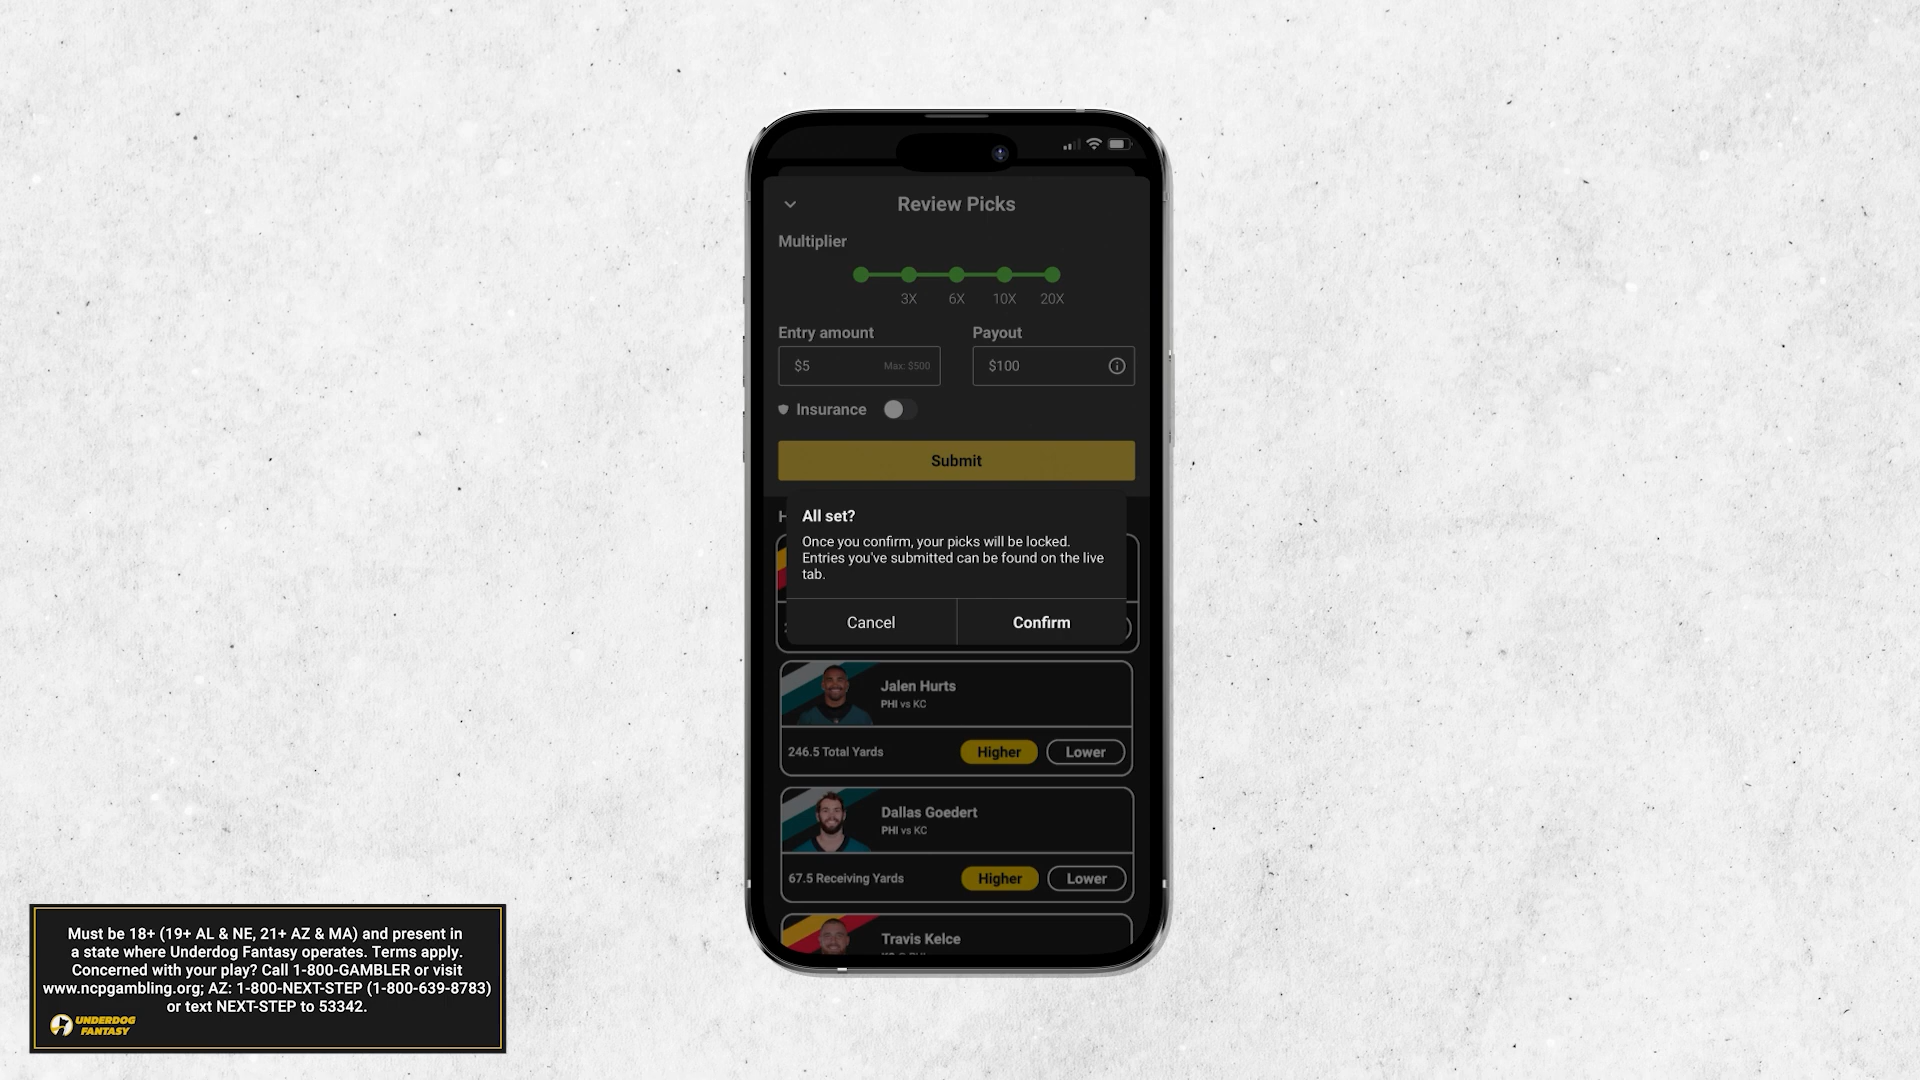 Review Picks
Multiplier
3X 6X 10X 20X
Entry amount Payout
$5 Max: $500 $100
Insurance
Submit
All set?
Once you confirm, your picks will be locked.
Entries you've submitted can be found on the live
tab.
Cancel Confirm
Jalen Hurts
PHI vs KC
246.5 Total Yards Higher Lower
Dallas Goedert
PHI vs KC
67.5 Receiving Yards Higher Lower
Travis Kelce
Must be 18+ (19+ AL & NE, 21+ AZ & MA) and present in
a state where Underdog Fantasy operates. Terms apply.
Concerned with your play? Call 1-800-GAMBLER or visit
www.ncpgambling.org; AZ: 1-800-NEXT-STEP (1-800-639-8783)
or text NEXT-STEP to 53342.
UNDERDOG
FANTASY